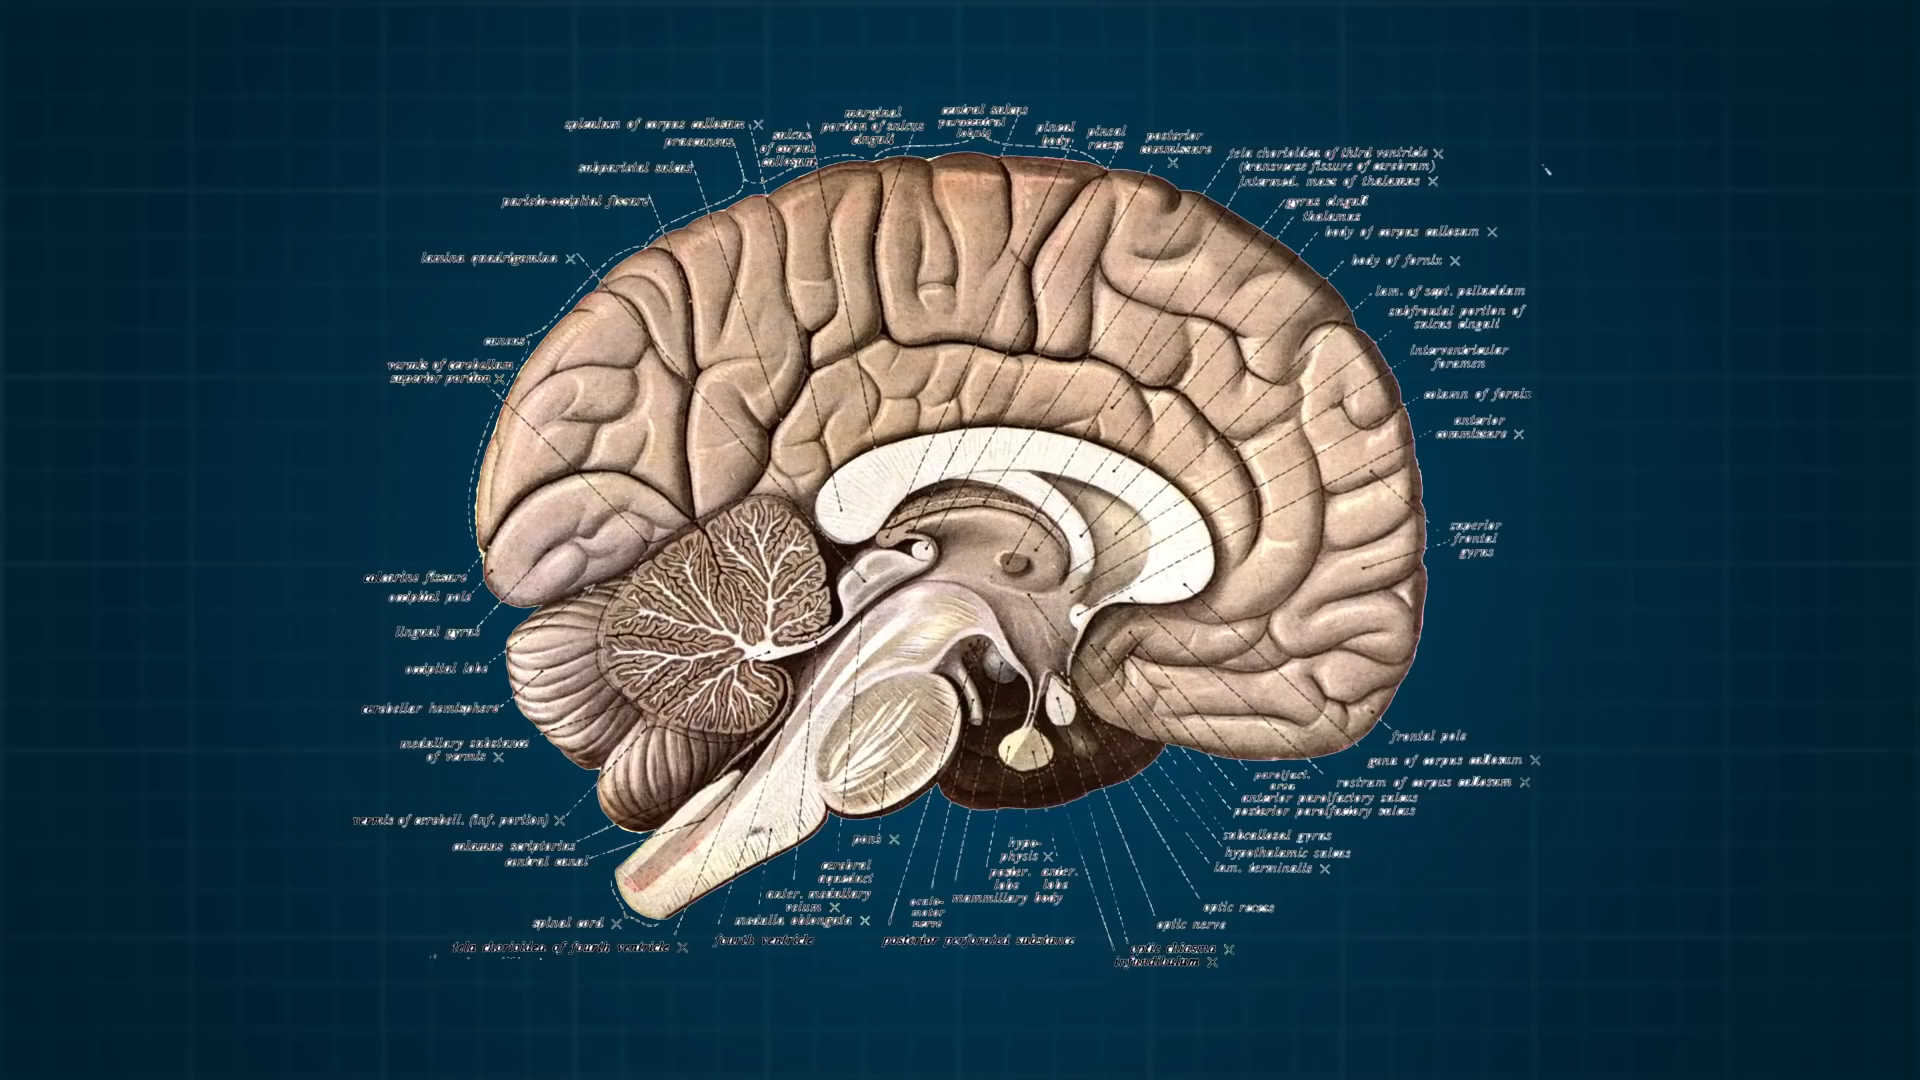 splenium of corpus callosum ×
praecuneus
subparietal sulcus
parieto-occipital fissure
lamina quadrigemina ×
cuneus
vermis of cerebellum
superior portion ×
calcarine fissure
occipital pole
lingual gyrus
occipital lobe
cerebellar hemisphere
medullary substance
of vermis ×
vermis of cerebell. (inf. portion) ×
calamus scriptorius
central canal
spinal cord ×
tela chorioidea of fourth ventricle ×
sulcus
of corpus
callosum
marginal
portion of sulcus
cinguli
central sulcus
paracentral
lobule
pineal
body
pineal
recess
posterior
commissure
×
tela chorioidea of third ventricle ×
(transverse fissure of cerebrum)
intermed. mass of thalamus ×
gyrus cinguli
thalamus
body of corpus callosum ×
body of fornix ×
lam. of sept. pellucidum
subfrontal portion of
sulcus cinguli
interventricular
foramen
column of fornix
anterior
commissure ×
superior
frontal
gyrus
frontal pole
genu of corpus callosum ×
rostrum of corpus callosum ×
parolfact.
area
anterior parolfactory sulcus
posterior parolfactory sulcus
subcallosal gyrus
hypothalamic sulcus
lam. terminalis ×
optic recess
optic nerve
optic chiasma ×
infundibulum ×
pons ×
cerebral
aqueduct
anter. medullary
velum ×
medulla oblongata ×
fourth ventricle
hypo-
physis ×
poster. anter.
lobe lobe
mammillary body
oculo-
motor
nerve
posterior perforated substance